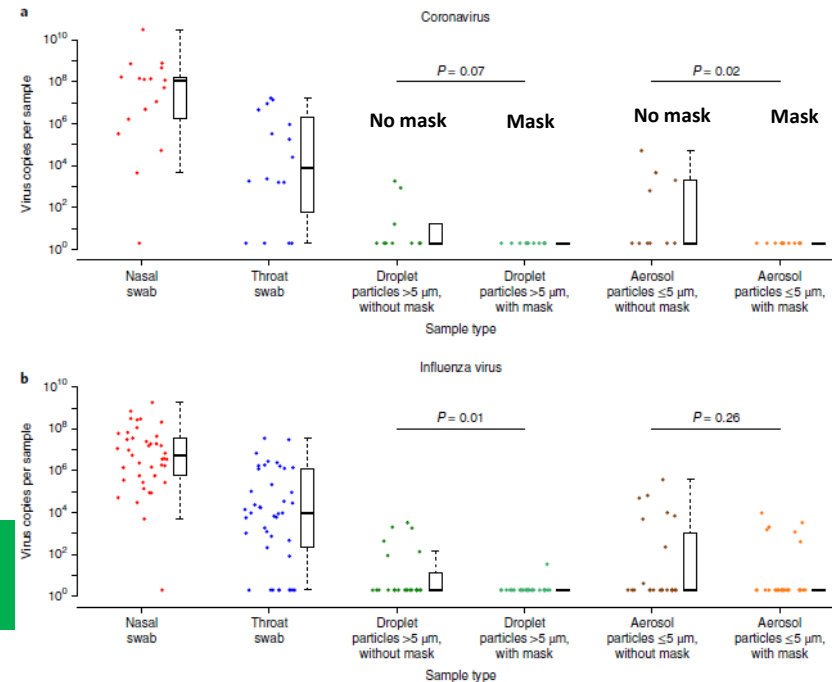 a
Coronavirus
Virus copies per sample
10¹⁰
10⁸
10⁶
10⁴
10²
10⁰
P = 0.07
P = 0.02
No mask
Mask
No mask
Mask
Nasal
swab
Throat
swab
Droplet
particles >5 µm,
without mask
Droplet
particles >5 µm,
with mask
Aerosol
particles ≤5 µm,
without mask
Aerosol
particles ≤5 µm,
with mask
Sample type
b
Influenza virus
Virus copies per sample
10¹⁰
10⁸
10⁶
10⁴
10²
10⁰
P = 0.01
P = 0.26
Nasal
swab
Throat
swab
Droplet
particles >5 µm,
without mask
Droplet
particles >5 µm,
with mask
Aerosol
particles ≤5 µm,
without mask
Aerosol
particles ≤5 µm,
with mask
Sample type